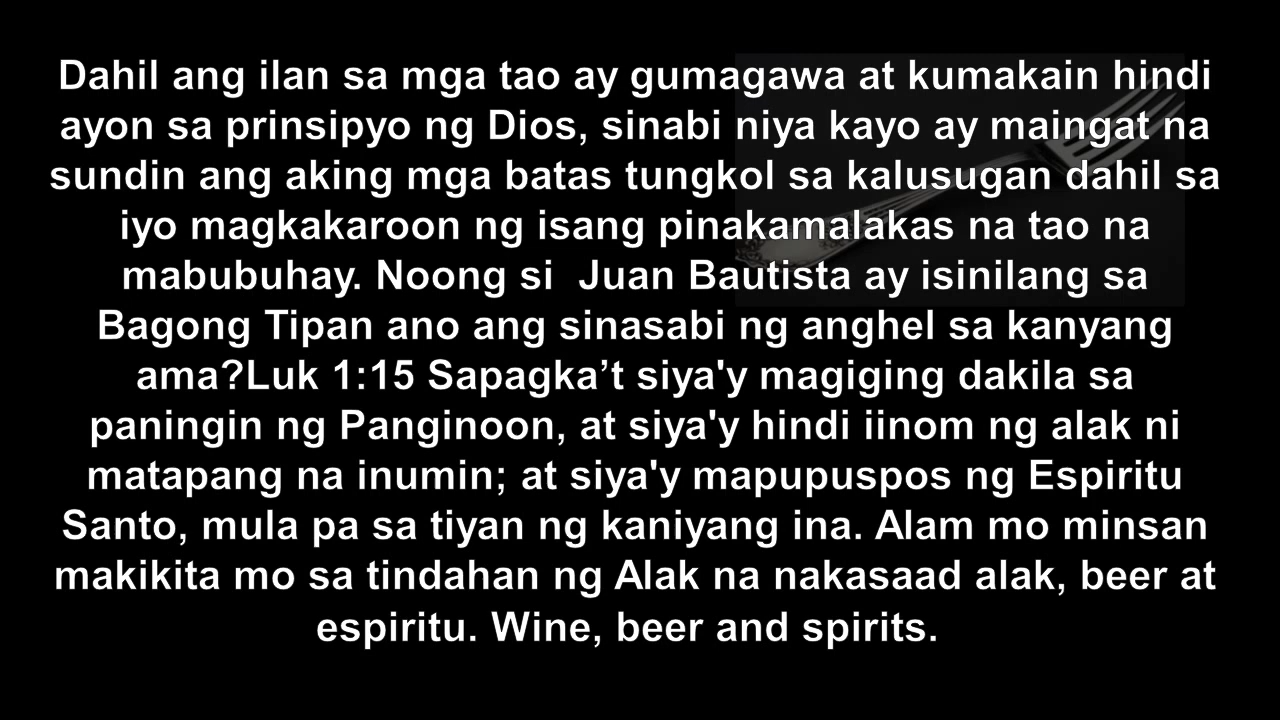 Dahil ang ilan sa mga tao ay gumagawa at kumakain hindi
ayon sa prinsipyo ng Dios, sinabi niya kayo ay maingat na
sundin ang aking mga batas tungkol sa kalusugan dahil sa
iyo magkakaroon ng isang pinakamalakas na tao na
mabubuhay. Noong si  Juan Bautista ay isinilang sa
Bagong Tipan ano ang sinasabi ng anghel sa kanyang
ama?Luk 1:15 Sapagka’t siya'y magiging dakila sa
paningin ng Panginoon, at siya'y hindi iinom ng alak ni
matapang na inumin; at siya'y mapupuspos ng Espiritu
Santo, mula pa sa tiyan ng kaniyang ina. Alam mo minsan
makikita mo sa tindahan ng Alak na nakasaad alak, beer at
espiritu. Wine, beer and spirits.